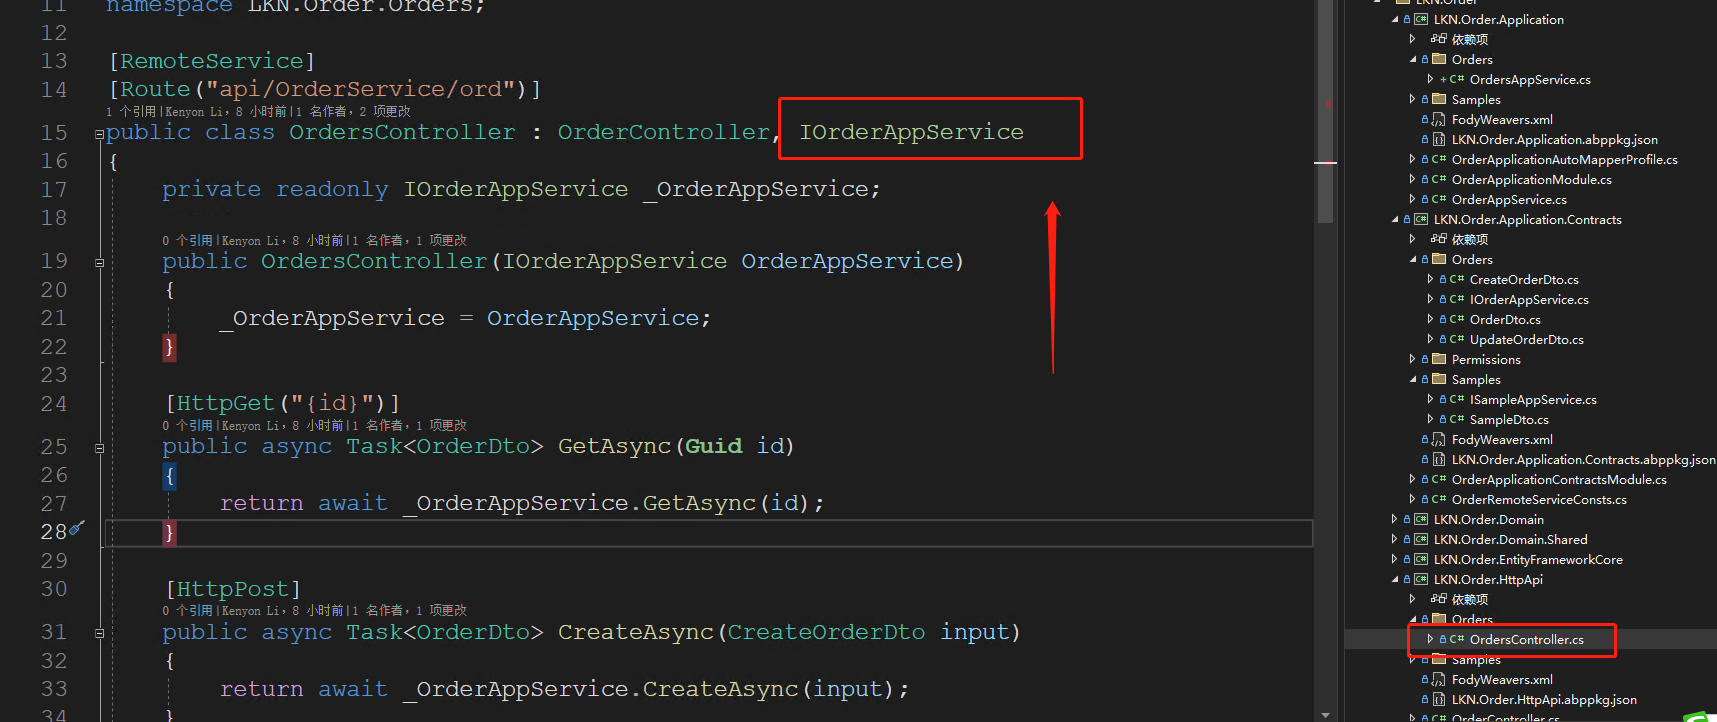 11 namespace LKN.Order.Orders;
12
13 [RemoteService]
14 [Route("api/OrderService/ord")]
1 个引用|Kenyon Li，8 小时前|1 名作者，2 项更改
15 public class OrdersController : OrderController, IOrderAppService
16 {
17 private readonly IOrderAppService _OrderAppService;
18
0 个引用|Kenyon Li，8 小时前|1 名作者，1 项更改
19 public OrdersController(IOrderAppService OrderAppService)
20 {
21 _OrderAppService = OrderAppService;
22 }
23
24 [HttpGet("{id}")]
0 个引用|Kenyon Li，8 小时前|1 名作者，1 项更改
25 public async Task<OrderDto> GetAsync(Guid id)
26 {
27 return await _OrderAppService.GetAsync(id);
28 }
29
30 [HttpPost]
0 个引用|Kenyon Li，8 小时前|1 名作者，1 项更改
31 public async Task<OrderDto> CreateAsync(CreateOrderDto input)
32 {
33 return await _OrderAppService.CreateAsync(input);
34 }
LKN.Order
C# LKN.Order.Application
依赖项
Orders
C# OrdersAppService.cs
Samples
FodyWeavers.xml
LKN.Order.Application.abppkg.json
C# OrderApplicationAutoMapperProfile.cs
C# OrderApplicationModule.cs
C# OrderAppService.cs
C# LKN.Order.Application.Contracts
依赖项
Orders
C# CreateOrderDto.cs
C# IOrderAppService.cs
C# OrderDto.cs
C# UpdateOrderDto.cs
Permissions
Samples
C# ISampleAppService.cs
C# SampleDto.cs
FodyWeavers.xml
LKN.Order.Application.Contracts.abppkg.json
C# OrderApplicationContractsModule.cs
C# OrderRemoteServiceConsts.cs
C# LKN.Order.Domain
C# LKN.Order.Domain.Shared
C# LKN.Order.EntityFrameworkCore
C# LKN.Order.HttpApi
依赖项
Orders
C# OrdersController.cs
Samples
FodyWeavers.xml
LKN.Order.HttpApi.abppkg.json
C# OrderController.cs